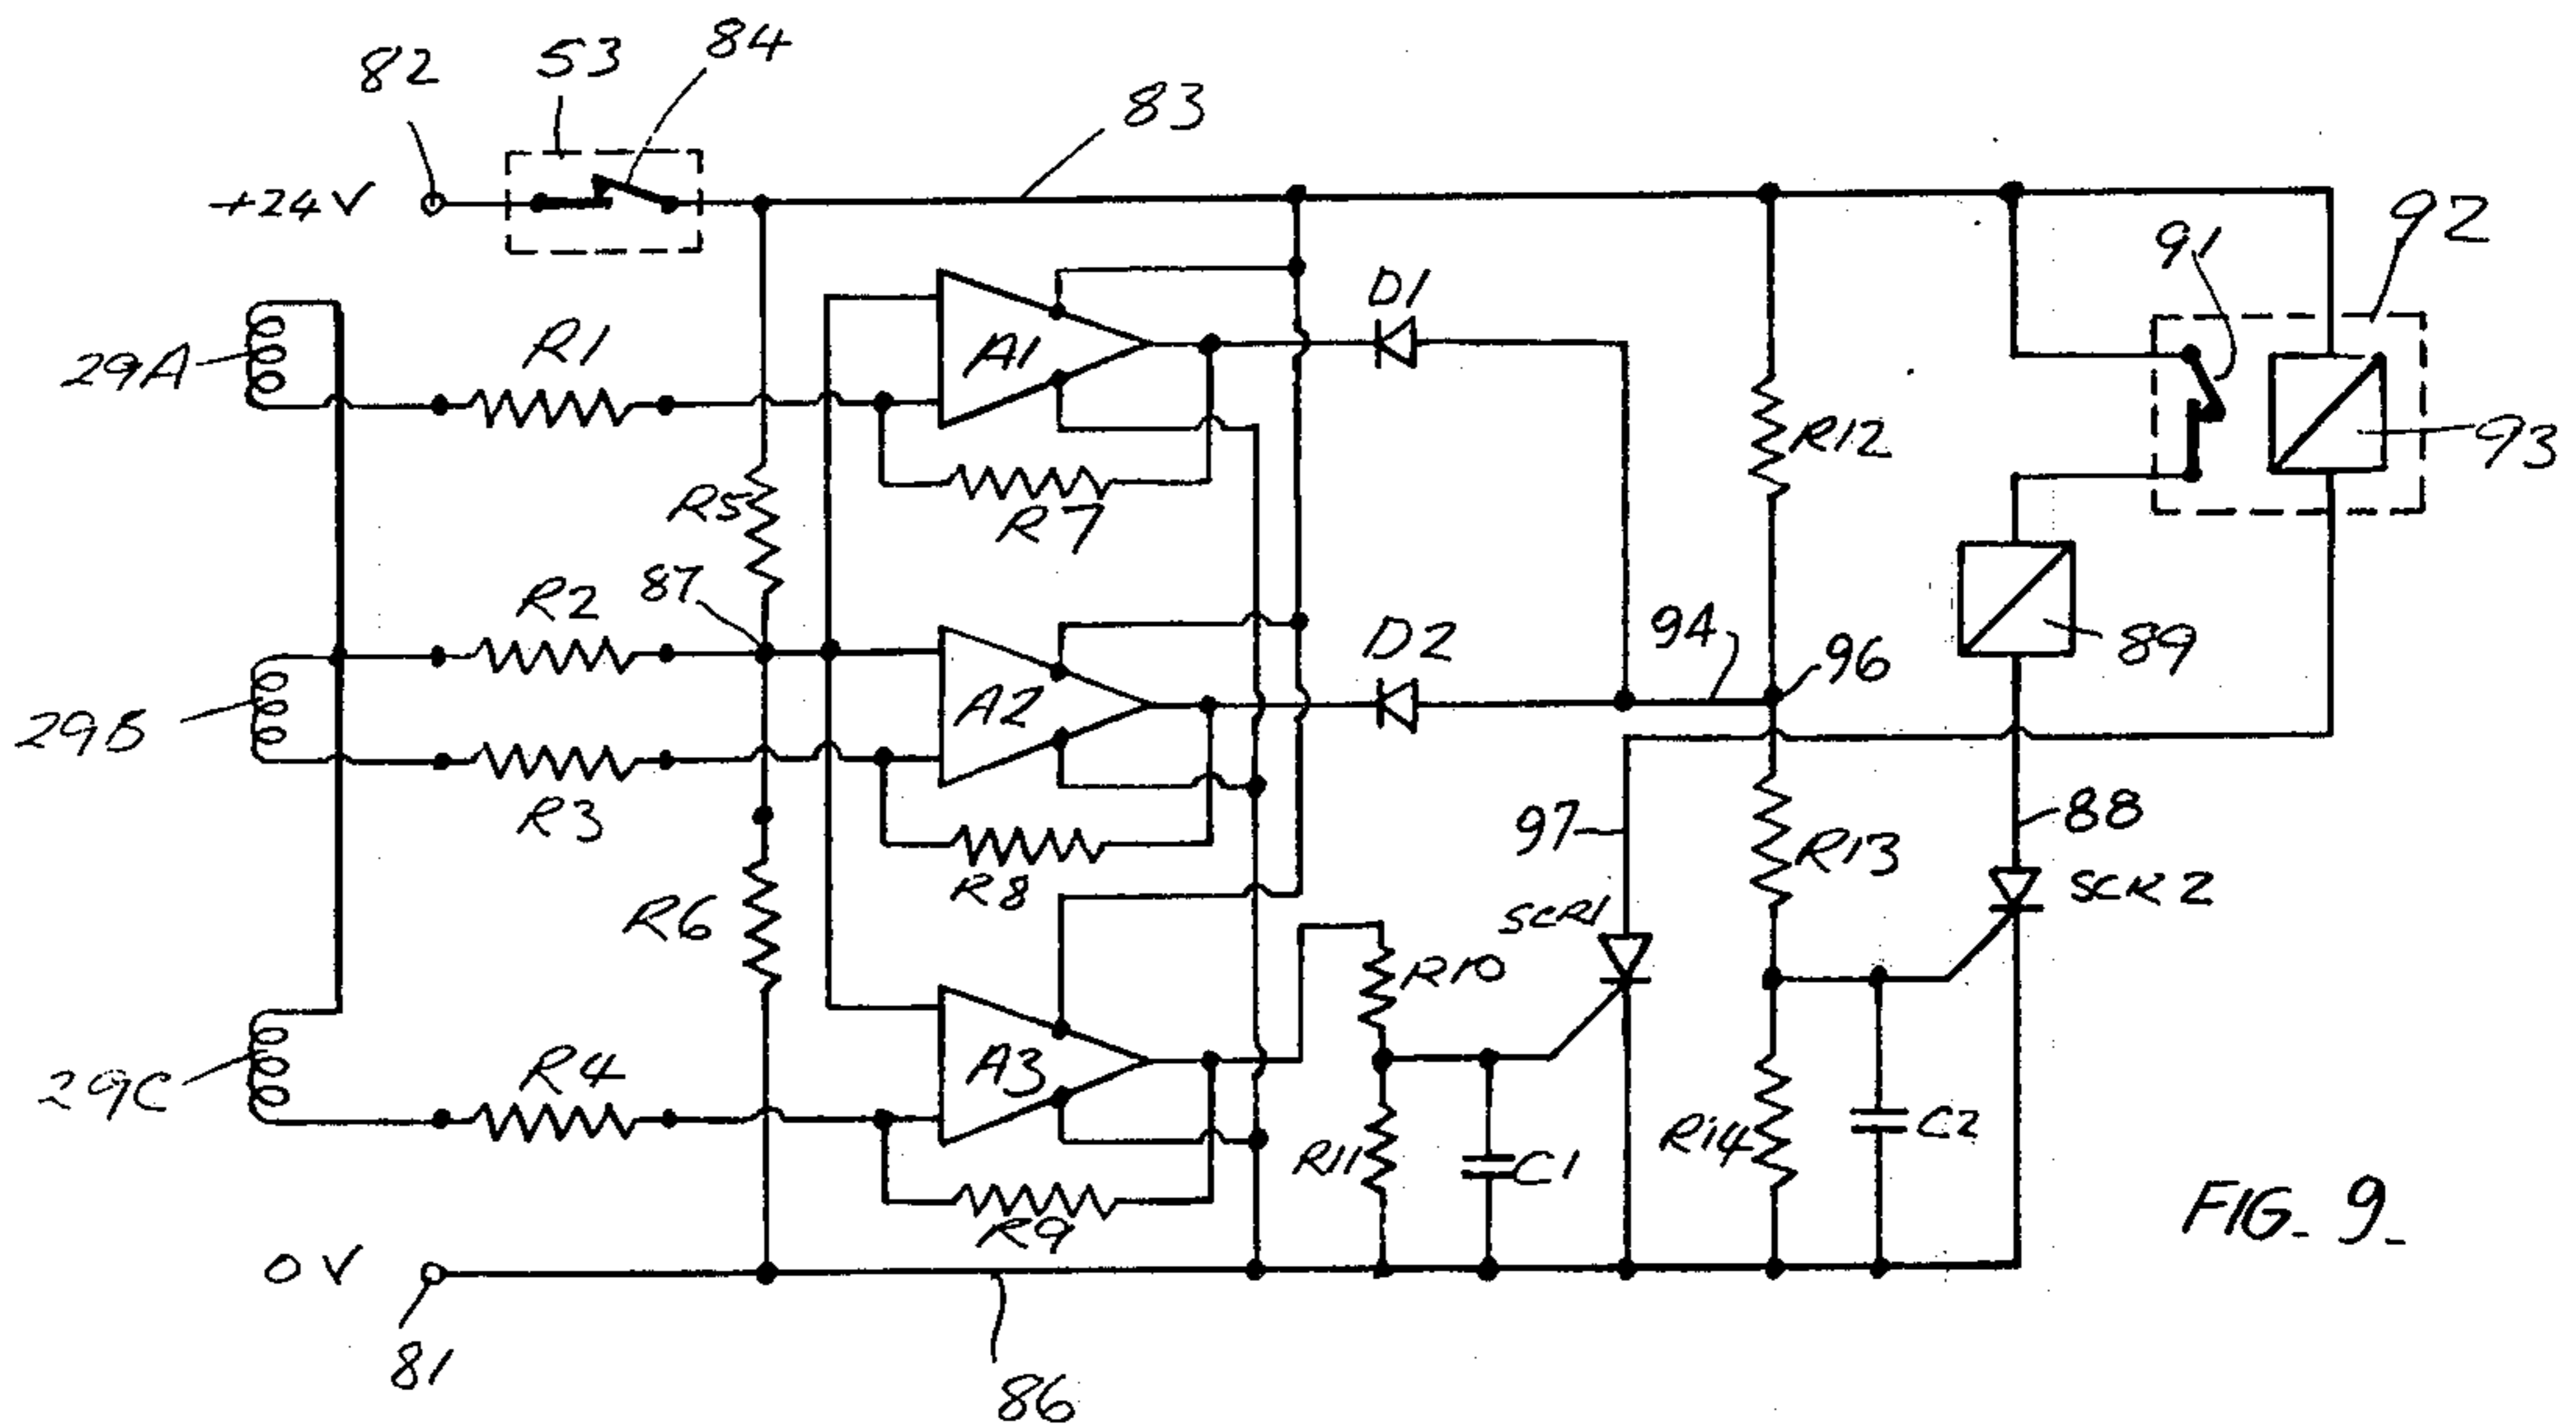 82
53
84
83
+24 V
92
91
D1
29A
R1
A1
R12
93
R5
R7
87
R2
D2
94
96
89
A2
29B
R3
97
88
R8
R13
R6
SCR1
SCR2
R10
A3
R4
29C
R11
C1
R14
C2
R9
FIG. 9.
0 V
81
86